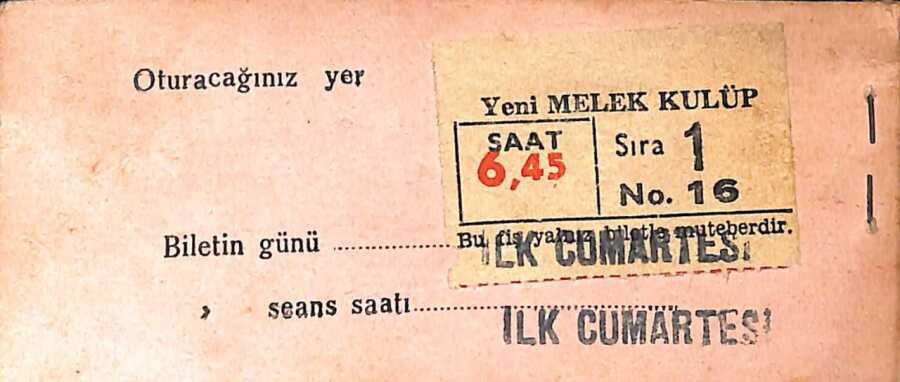 Oturacağınız yer
Yeni MELEK KULÜP
SAAT
6,45
Sıra 1
No. 16
Bu fiş yalnız biletle muteberdir.
Biletin günü ........ İLK CUMARTESİ
, seans saatı ........ İLK CUMARTESİ